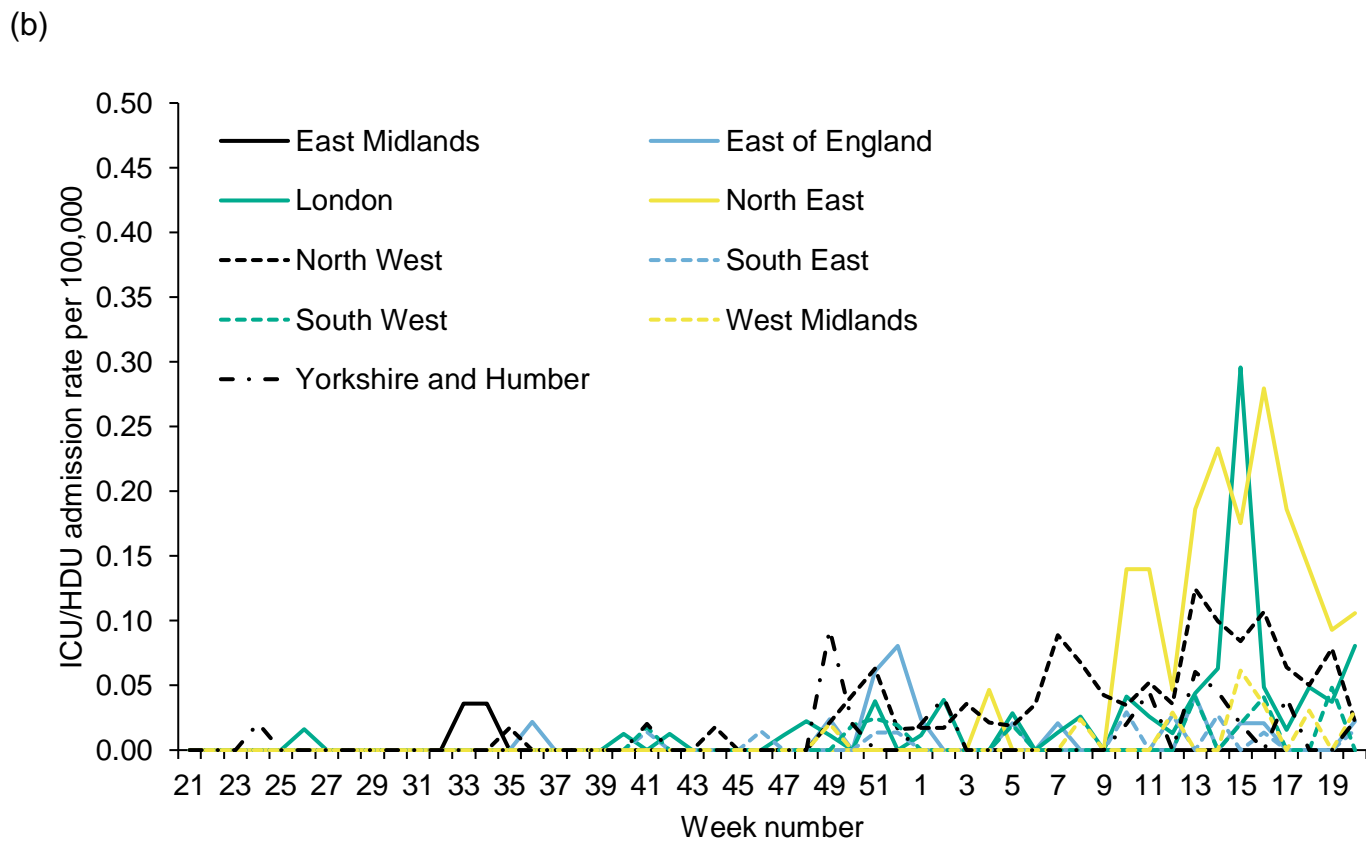 (b)
0.50
0.45
0.40
0.35
0.30
0.25
0.20
0.15
0.10
0.05
0.00
ICU/HDU admission rate per 100,000
East Midlands East of England
London North East
North West South East
South West West Midlands
Yorkshire and Humber
21 23 25 27 29 31 33 35 37 39 41 43 45 47 49 51 1 3 5 7 9 11 13 15 17 19
Week number